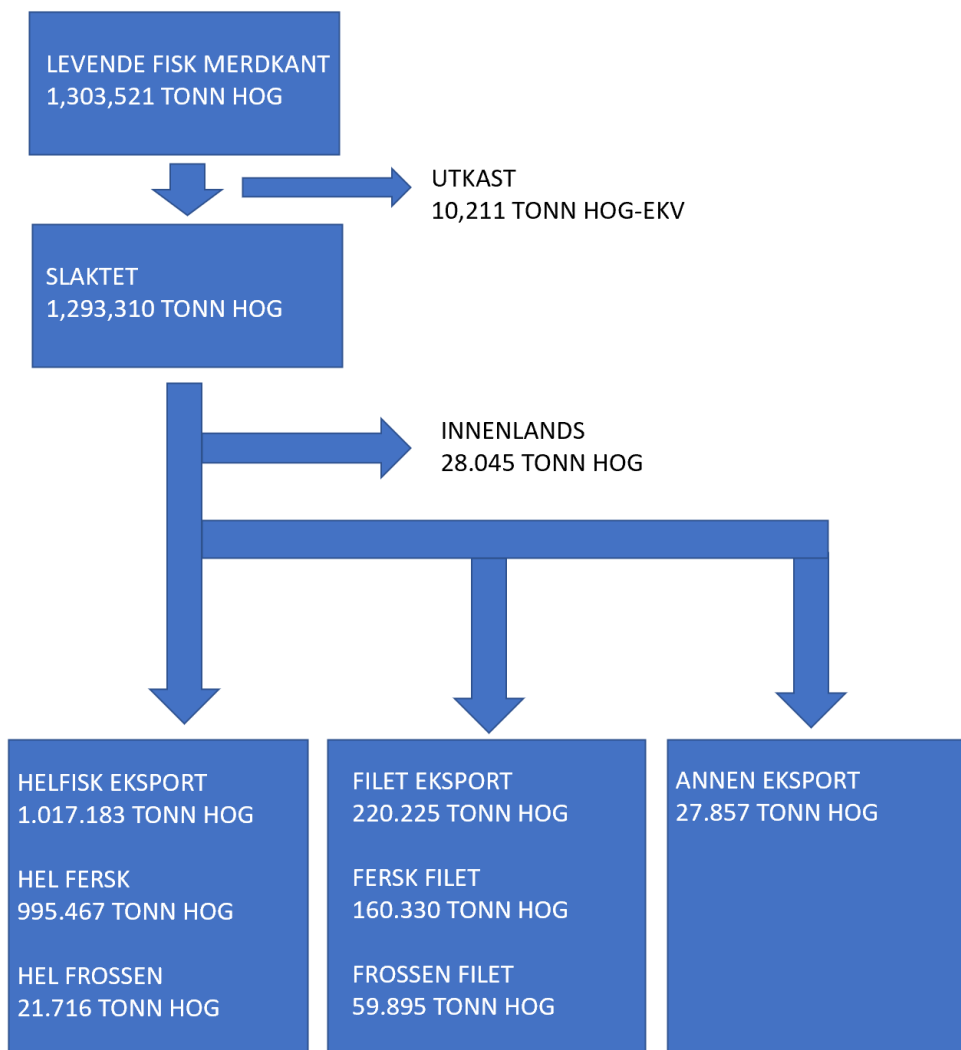 LEVENDE FISK MERDKANT
1,303,521 TONN HOG
UTKAST
10,211 TONN HOG-EKV
SLAKTET
1,293,310 TONN HOG
INNENLANDS
28.045 TONN HOG
HELFISK EKSPORT
1.017.183 TONN HOG
HEL FERSK
995.467 TONN HOG
HEL FROSSEN
21.716 TONN HOG
FILET EKSPORT
220.225 TONN HOG
FERSK FILET
160.330 TONN HOG
FROSSEN FILET
59.895 TONN HOG
ANNEN EKSPORT
27.857 TONN HOG